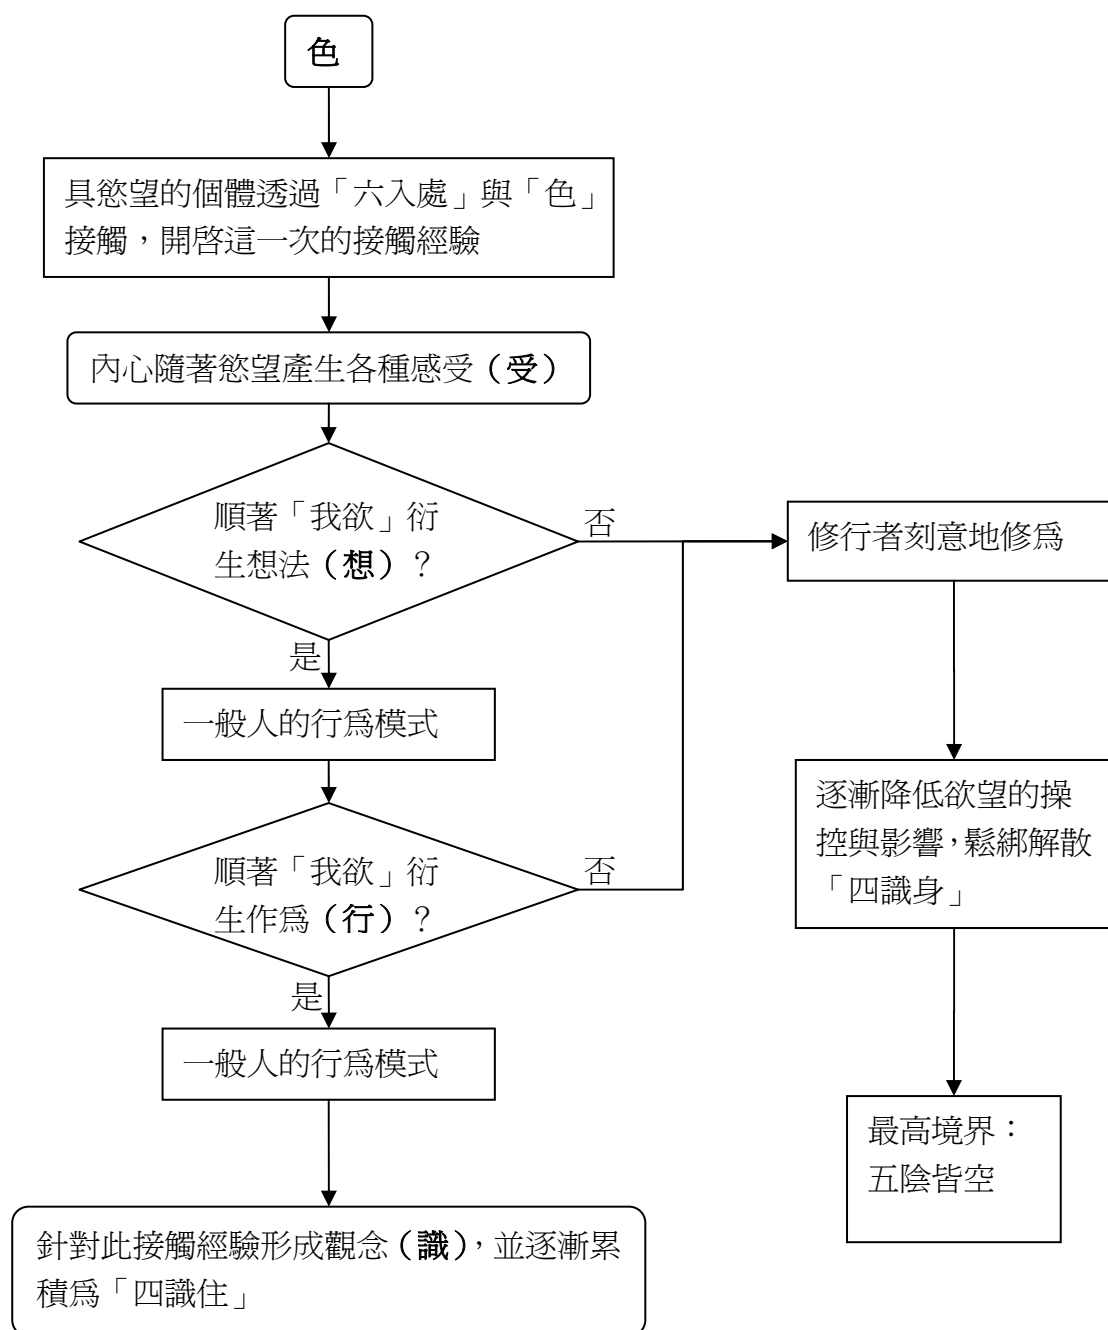 色
具慾望的個體透過「六入處」與「色」
接觸，開啓這一次的接觸經驗
內心隨著慾望產生各種感受（受）
順著「我欲」衍
生想法（想）？
否
修行者刻意地修爲
是
一般人的行爲模式
逐漸降低欲望的操
控與影響，鬆綁解散
「四識身」
順著「我欲」衍
生作爲（行）？
否
是
一般人的行爲模式
最高境界：
五陰皆空
針對此接觸經驗形成觀念（識），並逐漸累
積爲「四識住」